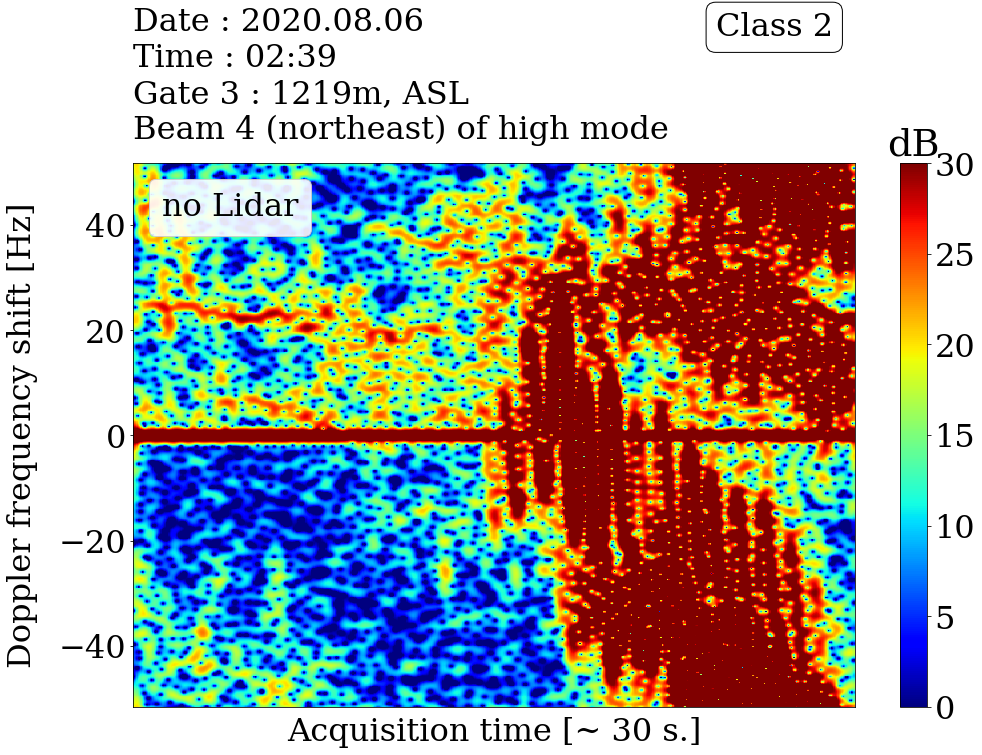 Date : 2020.08.06
Time : 02:39
Gate 3 : 1219m, ASL
Beam 4 (northeast) of high mode
Class 2
dB
no Lidar
Doppler frequency shift [Hz]
40
20
0
−20
−40
30
25
20
15
10
5
0
Acquisition time [~ 30 s.]